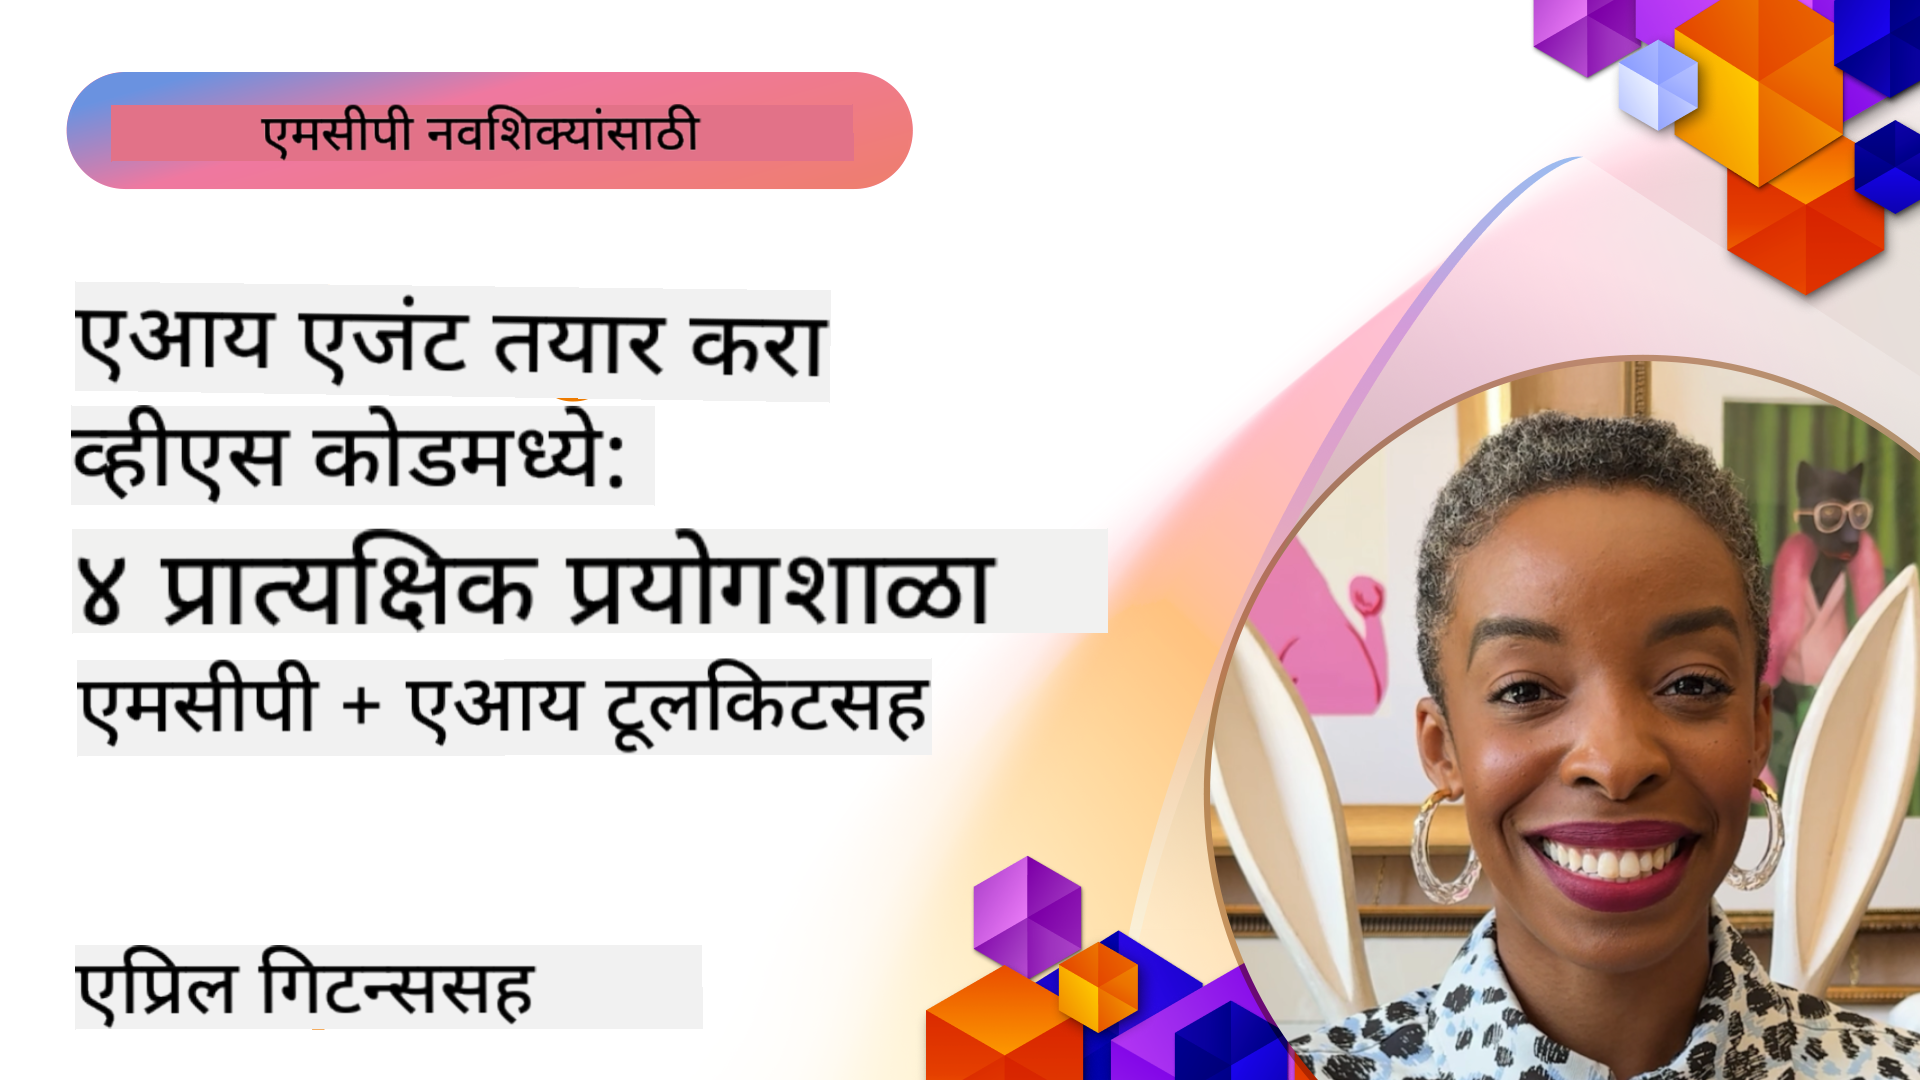 एमसीपी नवशिक्यांसाठी
एआय एजंट तयार करा
व्हीएस कोडमध्ये:
४ प्रात्यक्षिक प्रयोगशाळा
एमसीपी + एआय टूलकिटसह
एप्रिल गिटन्ससह